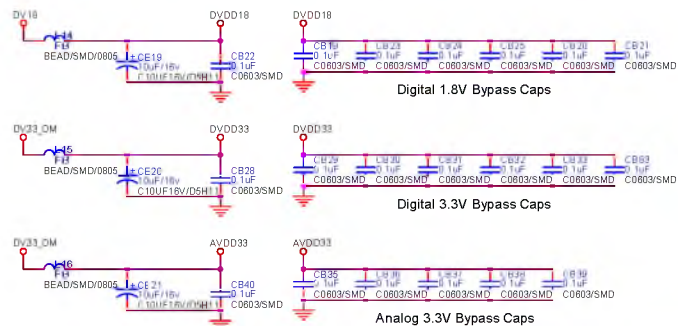 DV18
DVDD18
DVDD18
L14
FB
BEAD/SMD/0805
CE19
10uF/16v
C10UF16V/D5H11
CB22
0.1uF
C0603/SMD
CB19 CB23 CB24 CB25 CB20 CB21
0.1uF 0.1uF 0.1uF 0.1uF 0.1uF 0.1uF
C0603/SMD C0603/SMD C0603/SMD C0603/SMD C0603/SMD C0603/SMD
Digital 1.8V Bypass Caps
DV33_DM
DVDD33
DVDD33
L15
FB
BEAD/SMD/0805
CE20
10uF/16v
C10UF16V/D5H11
CB28
0.1uF
C0603/SMD
CB29 CB30 CB31 CB32 CB33 CB83
0.1uF 0.1uF 0.1uF 0.1uF 0.1uF 0.1uF
C0603/SMD C0603/SMD C0603/SMD C0603/SMD C0603/SMD C0603/SMD
Digital 3.3V Bypass Caps
DV33_DM
AVDD33
AVDD33
L16
FB
BEAD/SMD/0805
CE21
10uF/16v
C10UF16V/D5H11
CB40
0.1uF
C0603/SMD
CB35 CB36 CB37 CB38 CB39
0.1uF 0.1uF 0.1uF 0.1uF 0.1uF
C0603/SMD C0603/SMD C0603/SMD C0603/SMD C0603/SMD
Analog 3.3V Bypass Caps